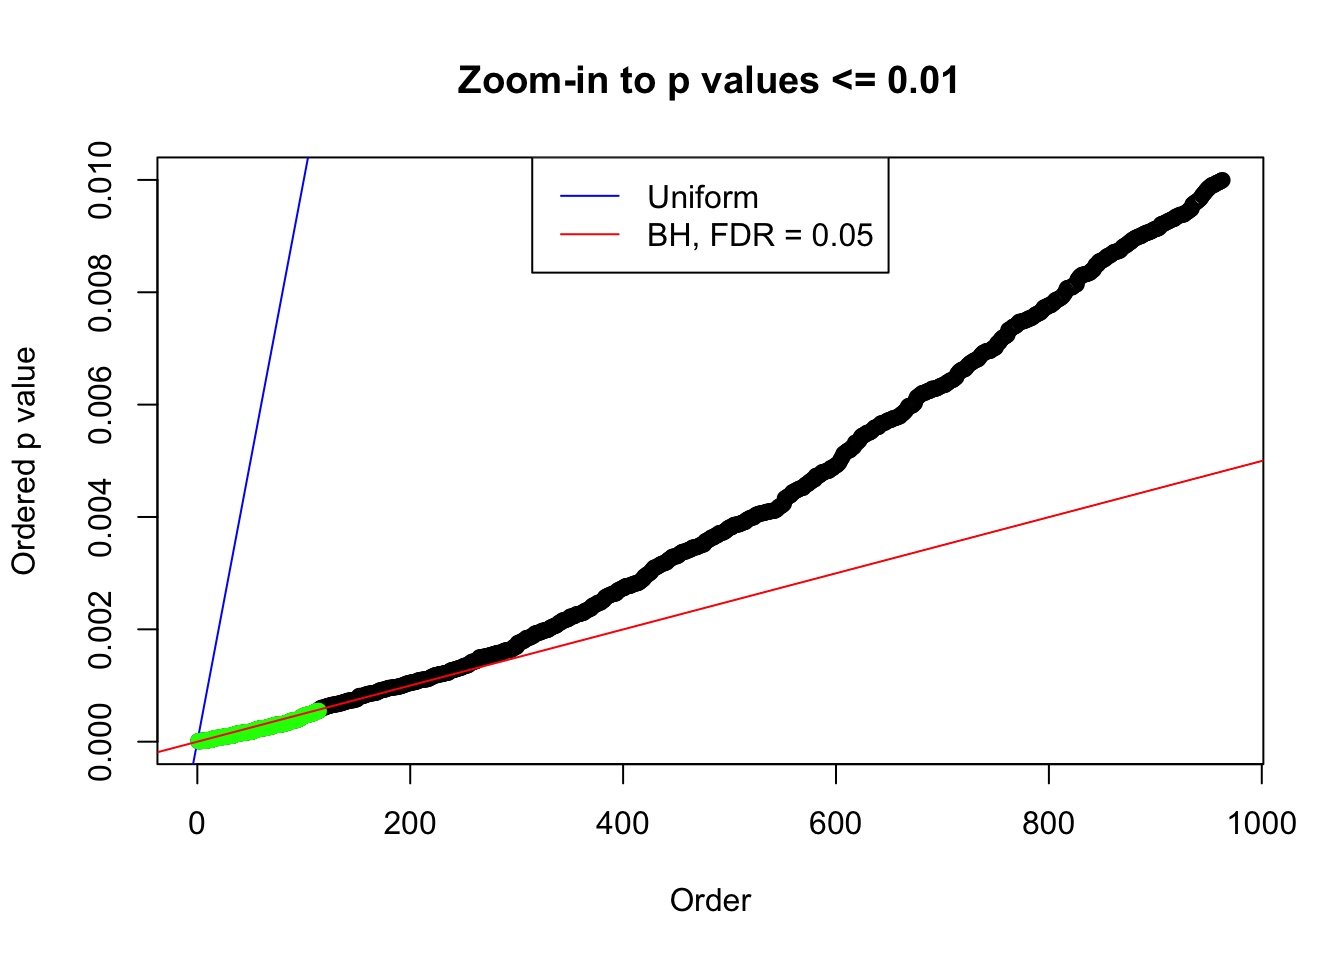 Zoom-in to p values <= 0.01
Uniform
BH, FDR = 0.05
Ordered p value
0.010
0.008
0.006
0.004
0.002
0.000
0 200 400 600 800 1000
Order